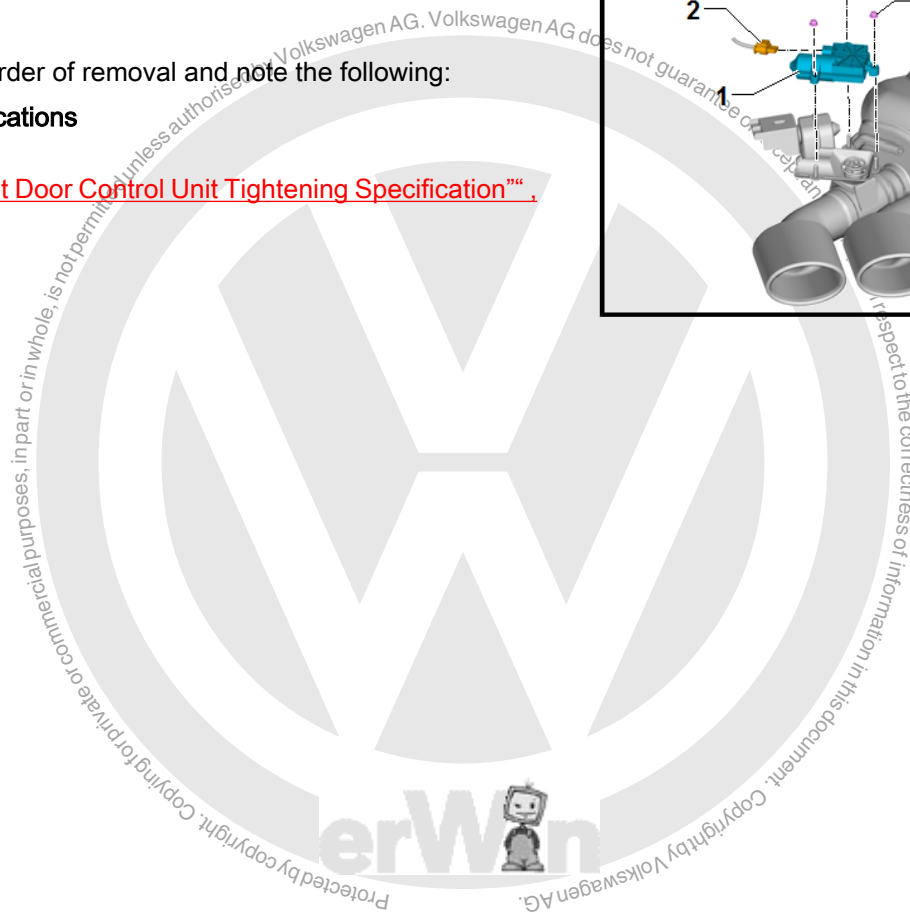 rder of removal and note the following:
cations
t Door Control Unit Tightening Specification”“ ,
2
1
Protected by copyright. Copying for private or commercial purposes, in part or in whole, is not permitted unless authorised by Volkswagen AG. Volkswagen AG does not guarantee or accept an
respect to the correctness of information in this document. Copyright by Volkswagen AG.
erWin